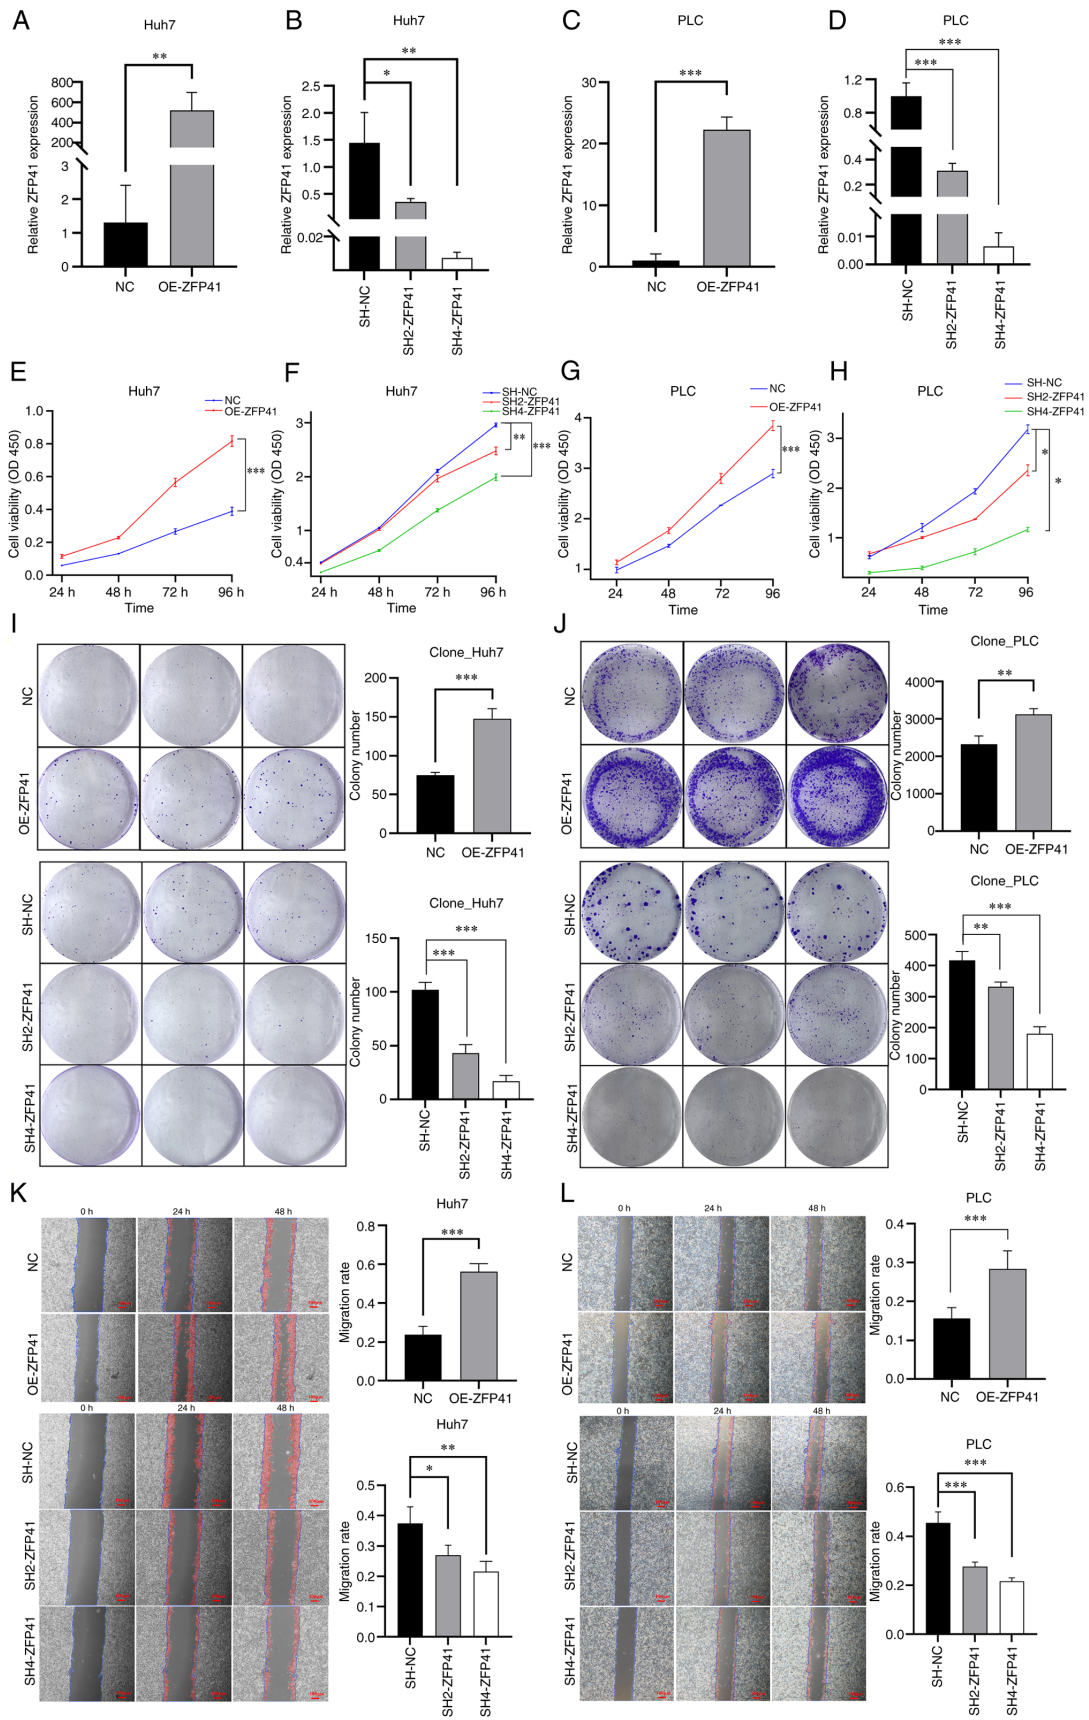 A
Huh7
**
Relative ZFP41 expression
800
600
400
200
3
2
1
0
NC
OE-ZFP41
B
Huh7
**
*
Relative ZFP41 expression
2.5
2.0
1.5
1.0
0.5
0.02
SH-NC
SH2-ZFP41
SH4-ZFP41
C
PLC
***
Relative ZFP41 expression
30
20
10
0
NC
OE-ZFP41
D
PLC
***
***
Relative ZFP41 expression
1.2
0.8
0.4
0.2
0.01
0.00
SH-NC
SH2-ZFP41
SH4-ZFP41
E
Huh7
NC
OE-ZFP41
Cell viability (OD 450)
1.0
0.8
0.6
0.4
0.2
0.0
***
24 h
48 h
72 h
96 h
Time
F
Huh7
SH-NC
SH2-ZFP41
SH4-ZFP41
Cell viability (OD 450)
3
2
1
0.4
**
***
24 h
48 h
72 h
96 h
Time
G
PLC
NC
OE-ZFP41
Cell viability (OD 450)
4
3
2
1
***
24
48
72
96
Time
H
PLC
SH-NC
SH2-ZFP41
SH4-ZFP41
Cell viability (OD 450)
3
2
1
*
*
24
48
72
96
Time
I
NC
OE-ZFP41
Clone_Huh7
***
Colony number
200
150
100
50
0
NC
OE-ZFP41
SH-NC
SH2-ZFP41
SH4-ZFP41
Clone_Huh7
***
***
Colony number
150
100
50
0
SH-NC
SH2-ZFP41
SH4-ZFP41
J
NC
OE-ZFP41
Clone_PLC
**
Colony number
4000
3000
2000
1000
0
NC
OE-ZFP41
SH-NC
SH2-ZFP41
SH4-ZFP41
Clone_PLC
***
**
Colony number
500
400
300
200
100
0
SH-NC
SH2-ZFP41
SH4-ZFP41
K
0 h
24 h
48 h
NC
OE-ZFP41
Huh7
***
Migration rate
0.8
0.6
0.4
0.2
0.0
NC
OE-ZFP41
0 h
24 h
48 h
SH-NC
SH2-ZFP41
SH4-ZFP41
Huh7
**
*
Migration rate
0.5
0.4
0.3
0.2
0.1
0.0
SH-NC
SH2-ZFP41
SH4-ZFP41
L
0 h
24 h
48 h
NC
OE-ZFP41
PLC
***
Migration rate
0.4
0.3
0.2
0.1
0.0
NC
OE-ZFP41
0 h
24 h
48 h
SH-NC
SH2-ZFP41
SH4-ZFP41
PLC
***
***
Migration rate
0.6
0.4
0.2
0.0
SH-NC
SH2-ZFP41
SH4-ZFP41